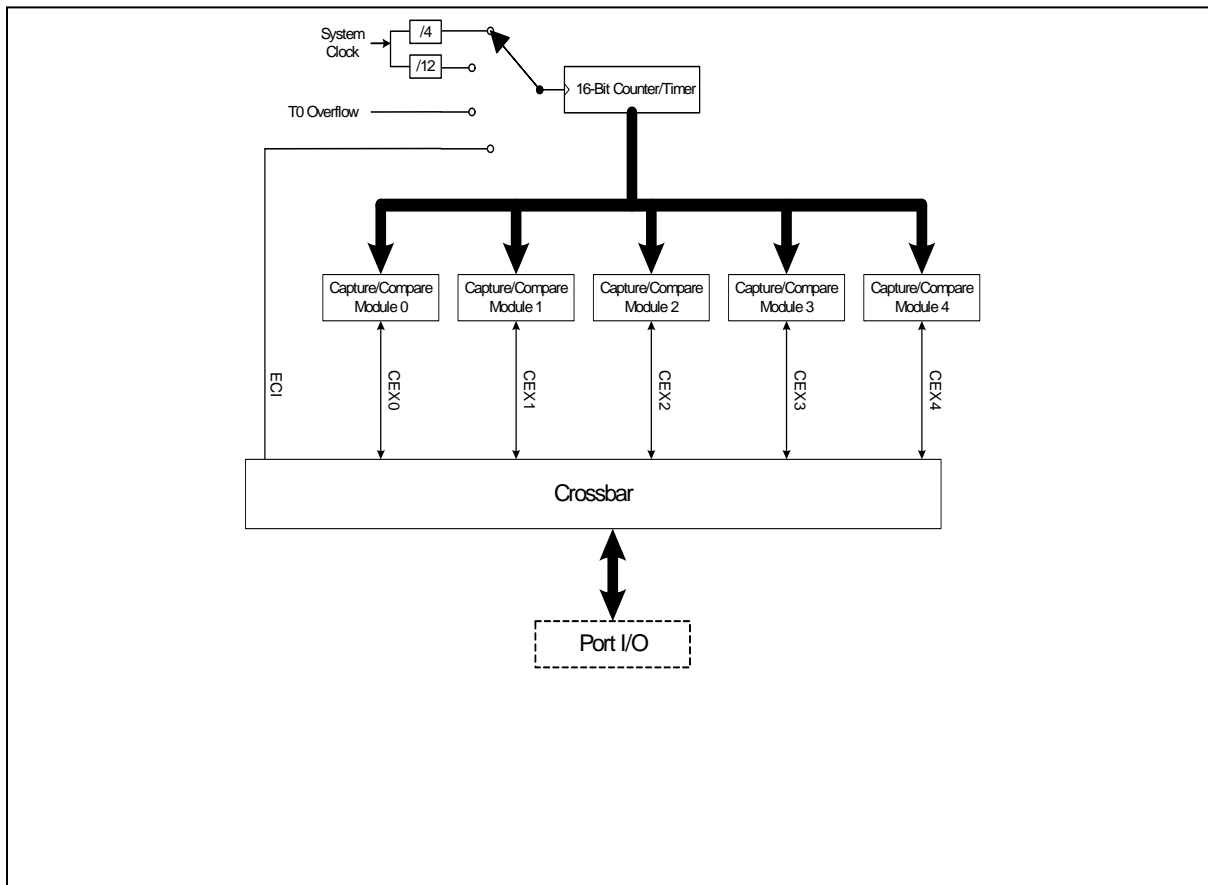 System
Clock
/4
/12
16-Bit Counter/Timer
T0 Overflow
Capture/Compare
Module 0
Capture/Compare
Module 1
Capture/Compare
Module 2
Capture/Compare
Module 3
Capture/Compare
Module 4
ECI
CEX0
CEX1
CEX2
CEX3
CEX4
Crossbar
Port I/O